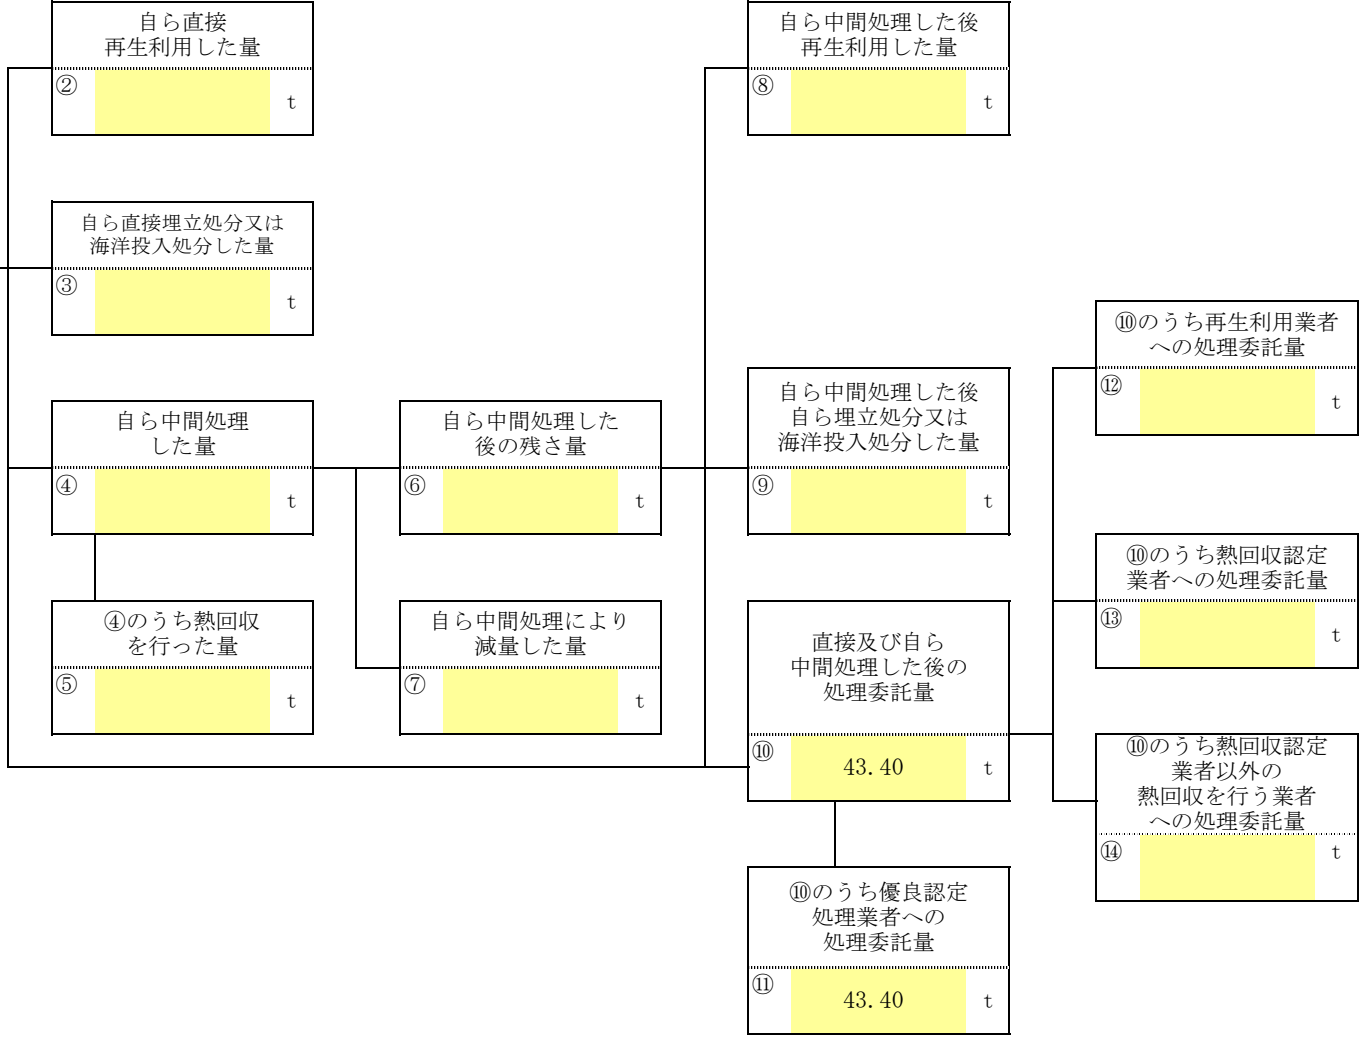 自ら直接
再生利用した量
②
t
自ら中間処理した後
再生利用した量
⑧
t
自ら直接埋立処分又は
海洋投入処分した量
③
t
⑩のうち再生利用業者
への処理委託量
⑫
t
自ら中間処理
した量
④
t
自ら中間処理した
後の残さ量
⑥
t
自ら中間処理した後
自ら埋立処分又は
海洋投入処分した量
⑨
t
⑩のうち熱回収認定
業者への処理委託量
⑬
t
④のうち熱回収
を行った量
⑤
t
自ら中間処理により
減量した量
⑦
t
直接及び自ら
中間処理した後の
処理委託量
⑩
43.40 t
⑩のうち熱回収認定
業者以外の
熱回収を行う業者
への処理委託量
⑭
t
⑩のうち優良認定
処理業者への
処理委託量
⑪
43.40 t